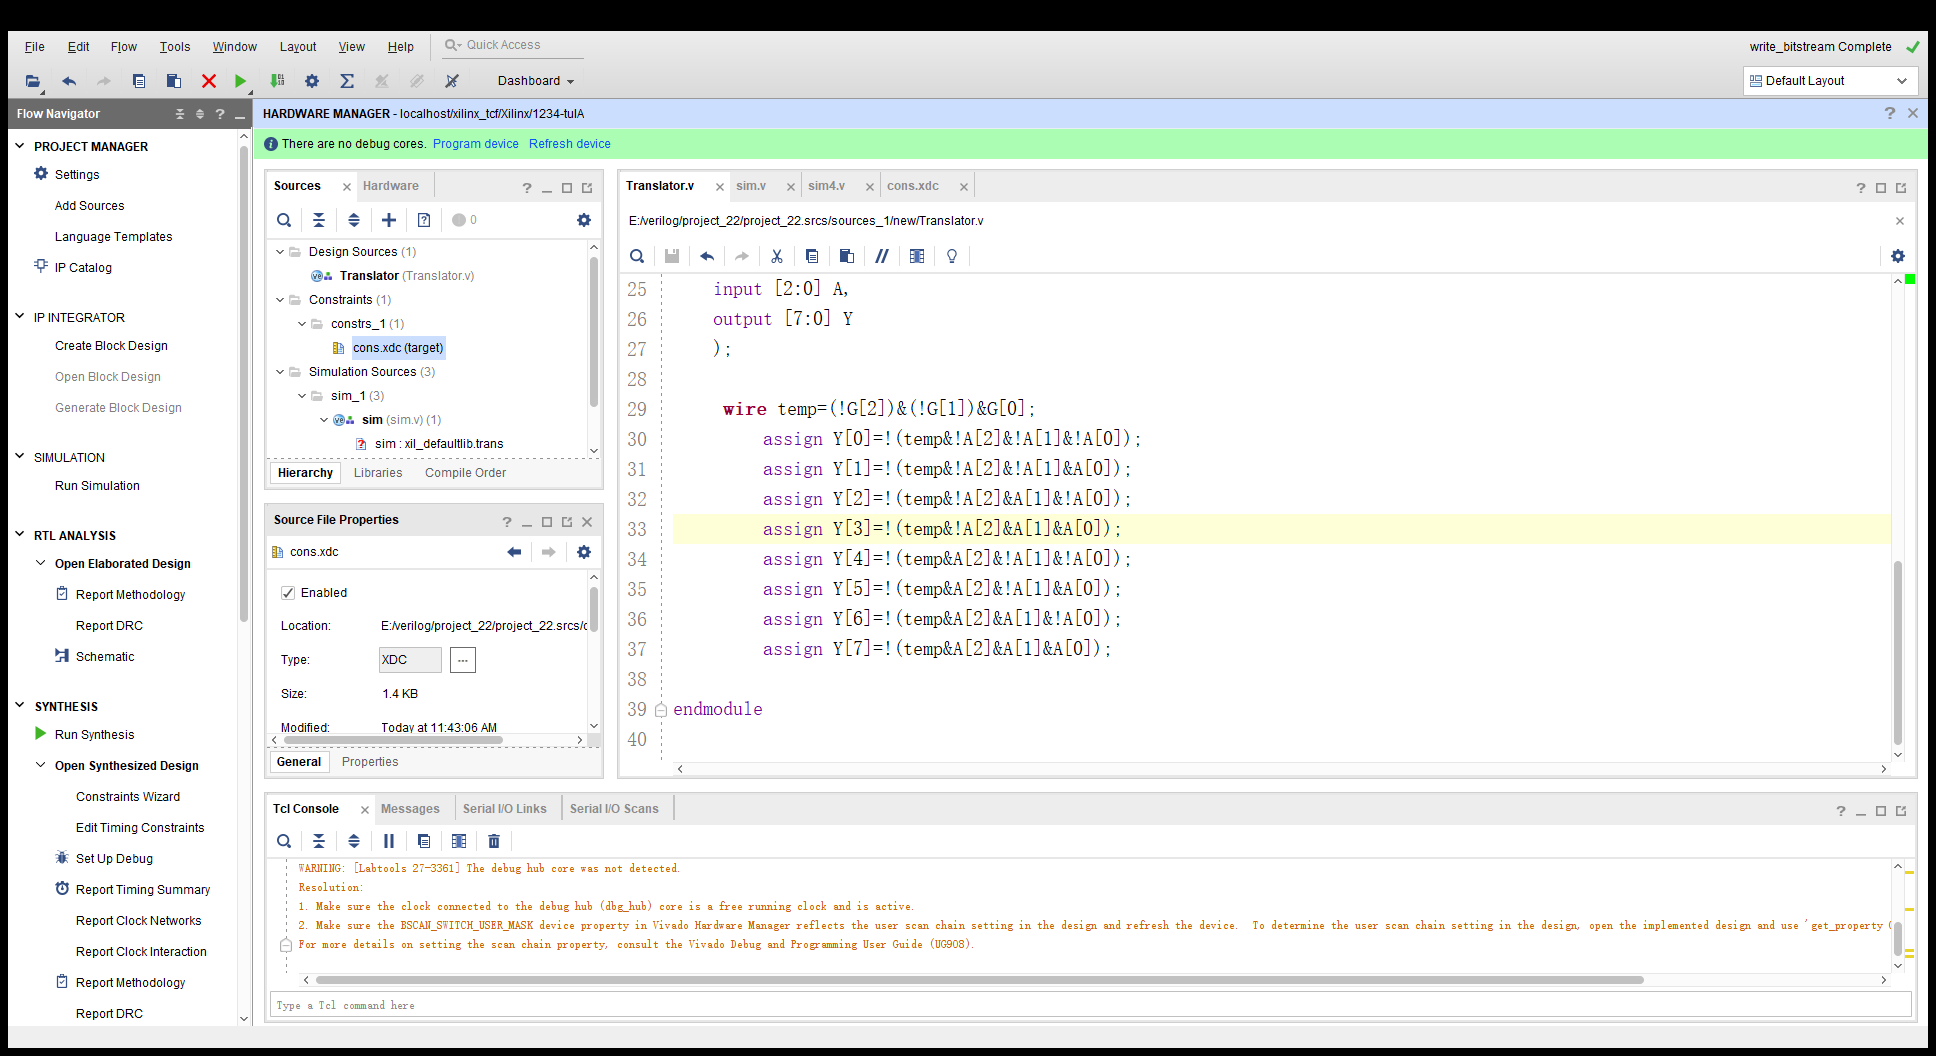 File Edit Flow Tools Window Layout View Help Quick Access write_bitstream Complete
Dashboard Default Layout
Flow Navigator
HARDWARE MANAGER - localhost/xilinx_tcf/Xilinx/1234-tulA
There are no debug cores. Program device Refresh device
PROJECT MANAGER
Settings
Add Sources
Language Templates
IP Catalog
IP INTEGRATOR
Create Block Design
Open Block Design
Generate Block Design
SIMULATION
Run Simulation
RTL ANALYSIS
Open Elaborated Design
Report Methodology
Report DRC
Schematic
SYNTHESIS
Run Synthesis
Open Synthesized Design
Constraints Wizard
Edit Timing Constraints
Set Up Debug
Report Timing Summary
Report Clock Networks
Report Clock Interaction
Report Methodology
Report DRC
Sources Hardware
0
Design Sources (1)
Translator (Translator.v)
Constraints (1)
constrs_1 (1)
cons.xdc (target)
Simulation Sources (3)
sim_1 (3)
sim (sim.v) (1)
sim : xil_defaultlib.trans
Hierarchy Libraries Compile Order
Source File Properties
cons.xdc
Enabled
Location: E:/verilog/project_22/project_22.srcs/c
Type: XDC
Size: 1.4 KB
Modified: Today at 11:43:06 AM
General Properties
Translator.v sim.v sim4.v cons.xdc
E:/verilog/project_22/project_22.srcs/sources_1/new/Translator.v
25 input [2:0] A,
26 output [7:0] Y
27 );
28
29 wire temp=(!G[2])&(!G[1])&G[0];
30 assign Y[0]=!(temp&!A[2]&!A[1]&!A[0]);
31 assign Y[1]=!(temp&!A[2]&!A[1]&A[0]);
32 assign Y[2]=!(temp&!A[2]&A[1]&!A[0]);
33 assign Y[3]=!(temp&!A[2]&A[1]&A[0]);
34 assign Y[4]=!(temp&A[2]&!A[1]&!A[0]);
35 assign Y[5]=!(temp&A[2]&!A[1]&A[0]);
36 assign Y[6]=!(temp&A[2]&A[1]&!A[0]);
37 assign Y[7]=!(temp&A[2]&A[1]&A[0]);
38
39 endmodule
40
Tcl Console Messages Serial I/O Links Serial I/O Scans
WARNING: [Labtools 27-3361] The debug hub core was not detected.
Resolution:
1. Make sure the clock connected to the debug hub (dbg_hub) core is a free running clock and is active.
2. Make sure the BSCAN_SWITCH_USER_MASK device property in Vivado Hardware Manager reflects the user scan chain setting in the design and refresh the device. To determine the user scan chain setting in the design, open the implemented design and use 'get_property (
For more details on setting the scan chain property, consult the Vivado Debug and Programming User Guide (UG908).
Type a Tcl command here